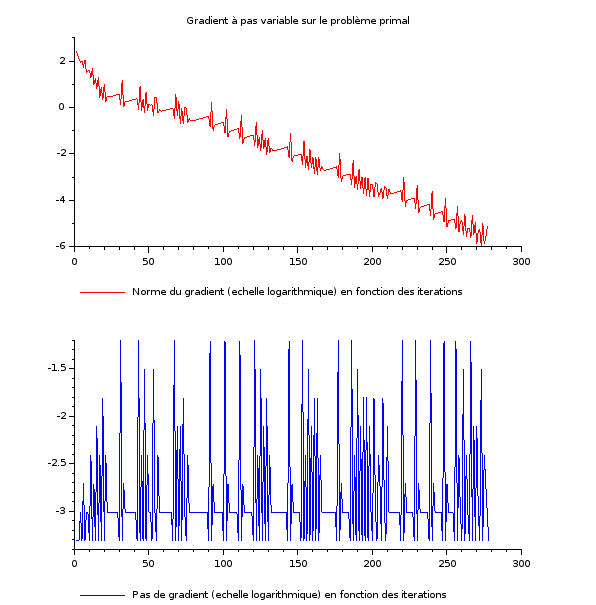 Gradient à pas variable sur le problème primal
2
0
-2
-4
-6
0 50 100 150 200 250 300
Norme du gradient (echelle logarithmique) en fonction des iterations
-1.5
-2
-2.5
-3
0 50 100 150 200 250 300
Pas de gradient (echelle logarithmique) en fonction des iterations